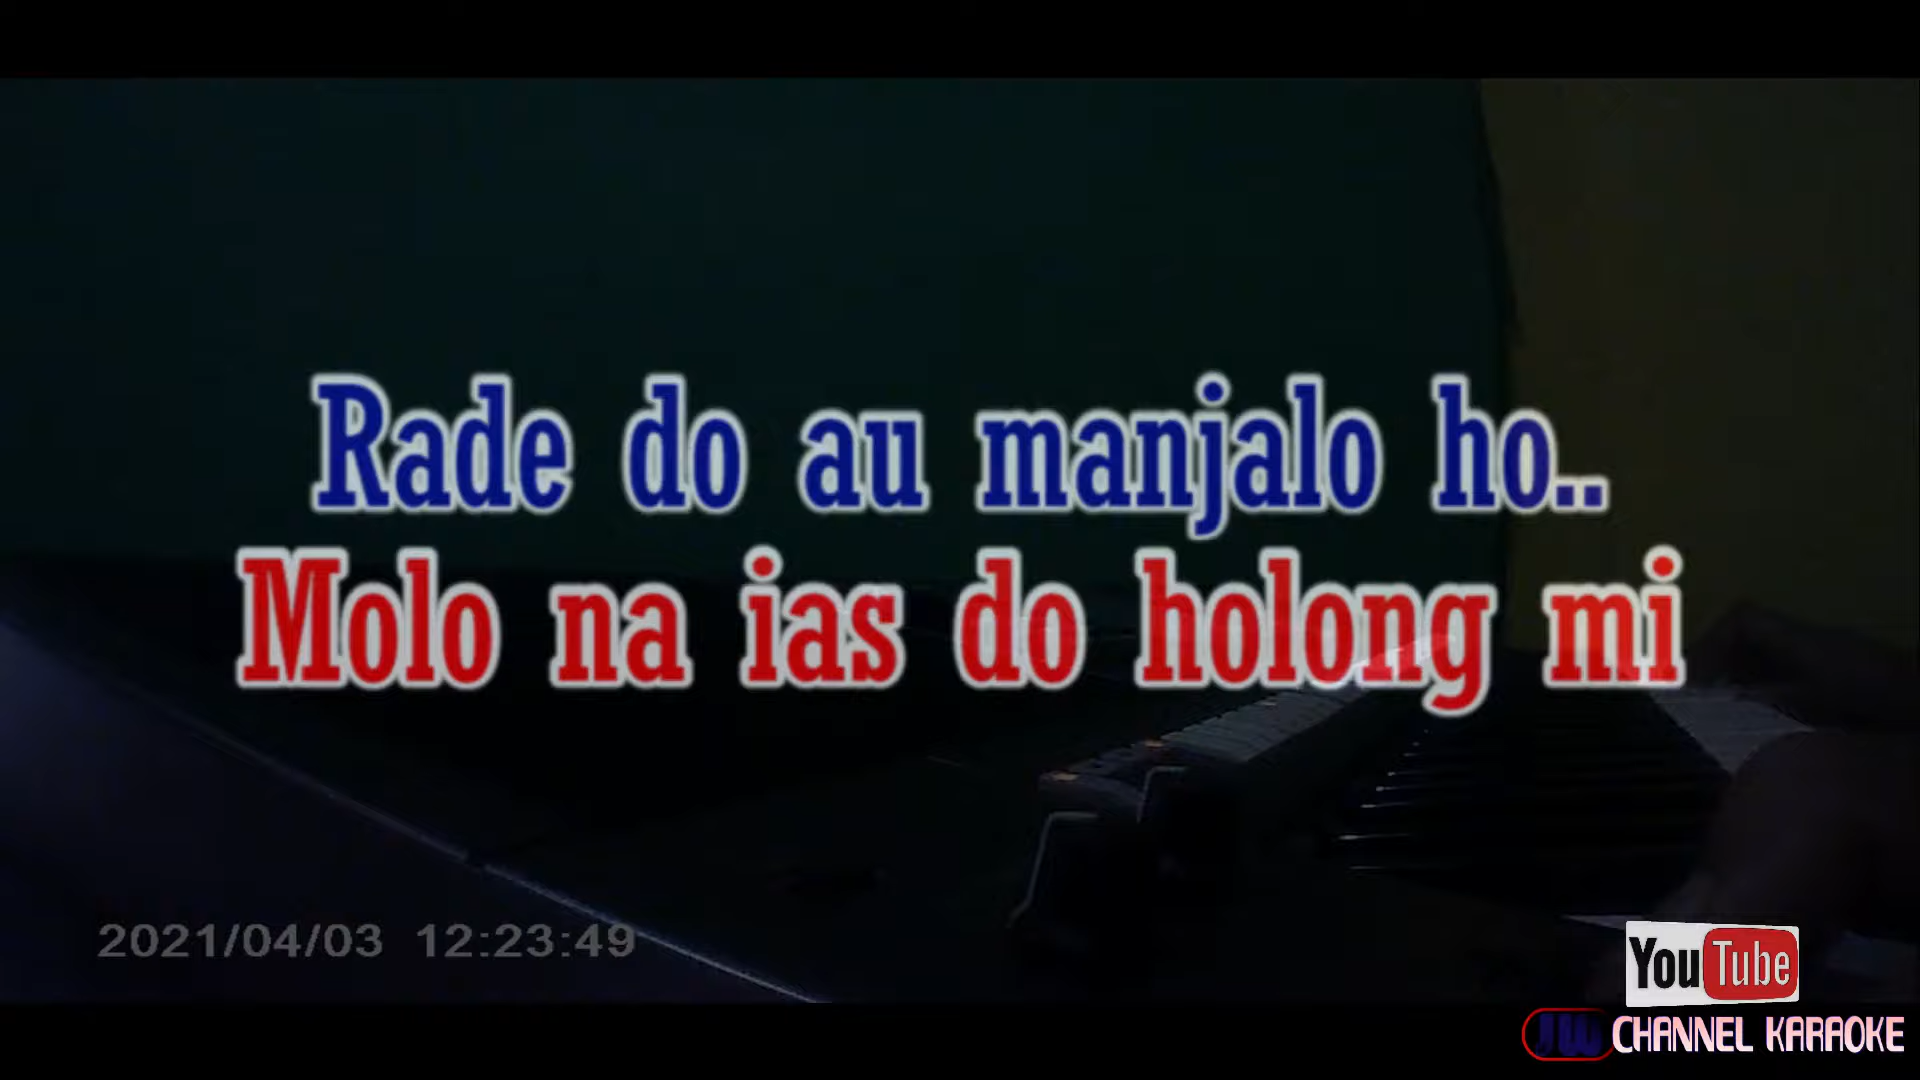 Rade do au manjalo ho..
Molo na ias do holong mi
2021/04/03 12:23:49
YouTube
JW CHANNEL KARAOKE